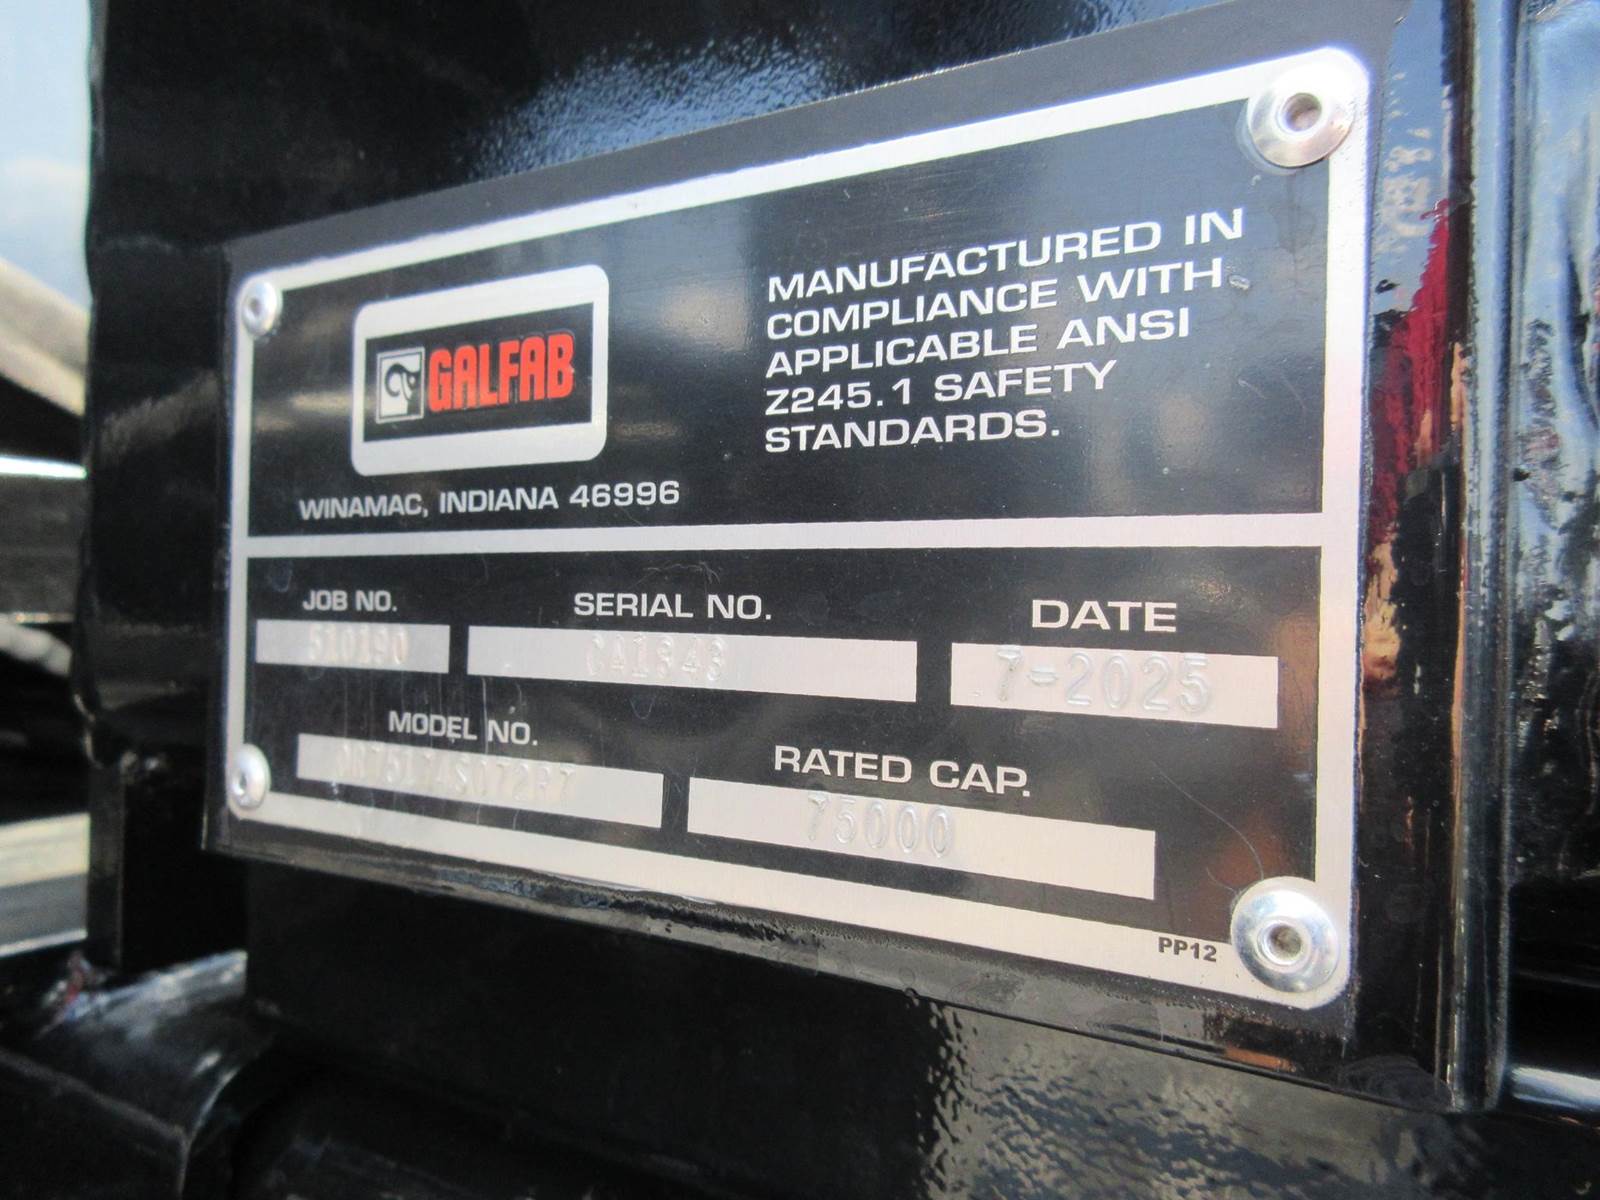 GALFAB
WINAMAC, INDIANA 46996
MANUFACTURED IN
COMPLIANCE WITH
APPLICABLE ANSI
Z245.1 SAFETY
STANDARDS.
JOB NO.
510190
SERIAL NO.
DATE
7-2025
MODEL NO.
RATED CAP.
75000
PP12